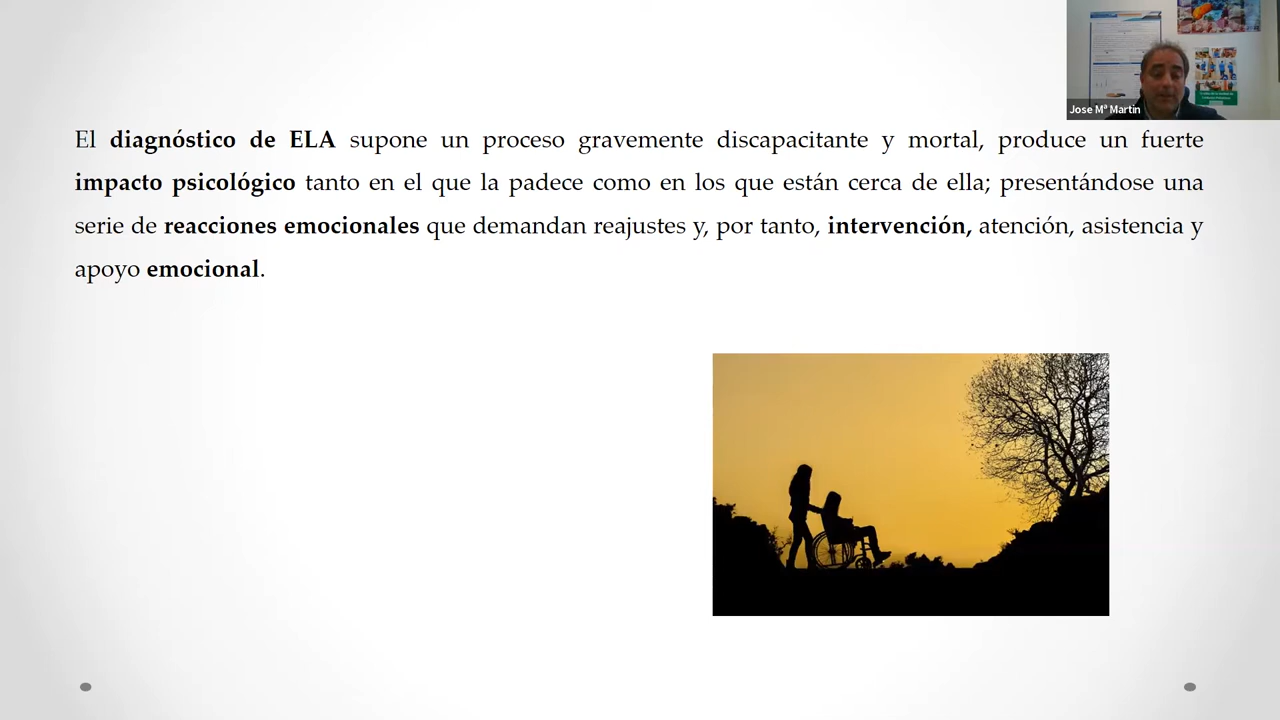 Jose Mª Martín
El diagnóstico de ELA supone un proceso gravemente discapacitante y mortal, produce un fuerte
impacto psicológico tanto en el que la padece como en los que están cerca de ella; presentándose una
serie de reacciones emocionales que demandan reajustes y, por tanto, intervención, atención, asistencia y
apoyo emocional.